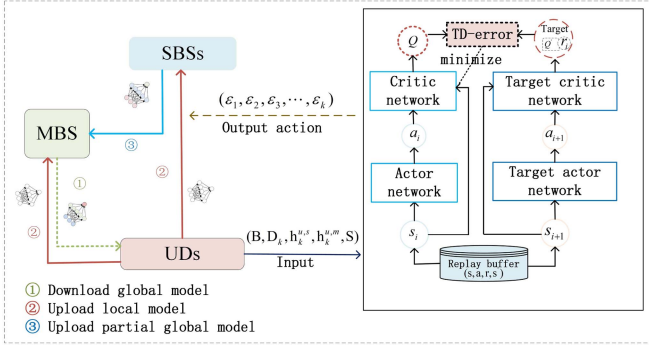 SBSs
MBS
UDs
①
②
②
③
(ε₁, ε₂, ε₃, ⋯, εₖ)
Output action
(B, Dₖ, hₖᵘ,ˢ, hₖᵘ,ᵐ, S)
Input
① Download global model
② Upload local model
③ Upload partial global model
Q
TD-error
Target
Q' rᵢ
minimize
Critic
network
Target critic
network
aᵢ
aᵢ₊₁
Actor
network
Target actor
network
sᵢ
sᵢ₊₁
Replay buffer
(s, a, r, s )